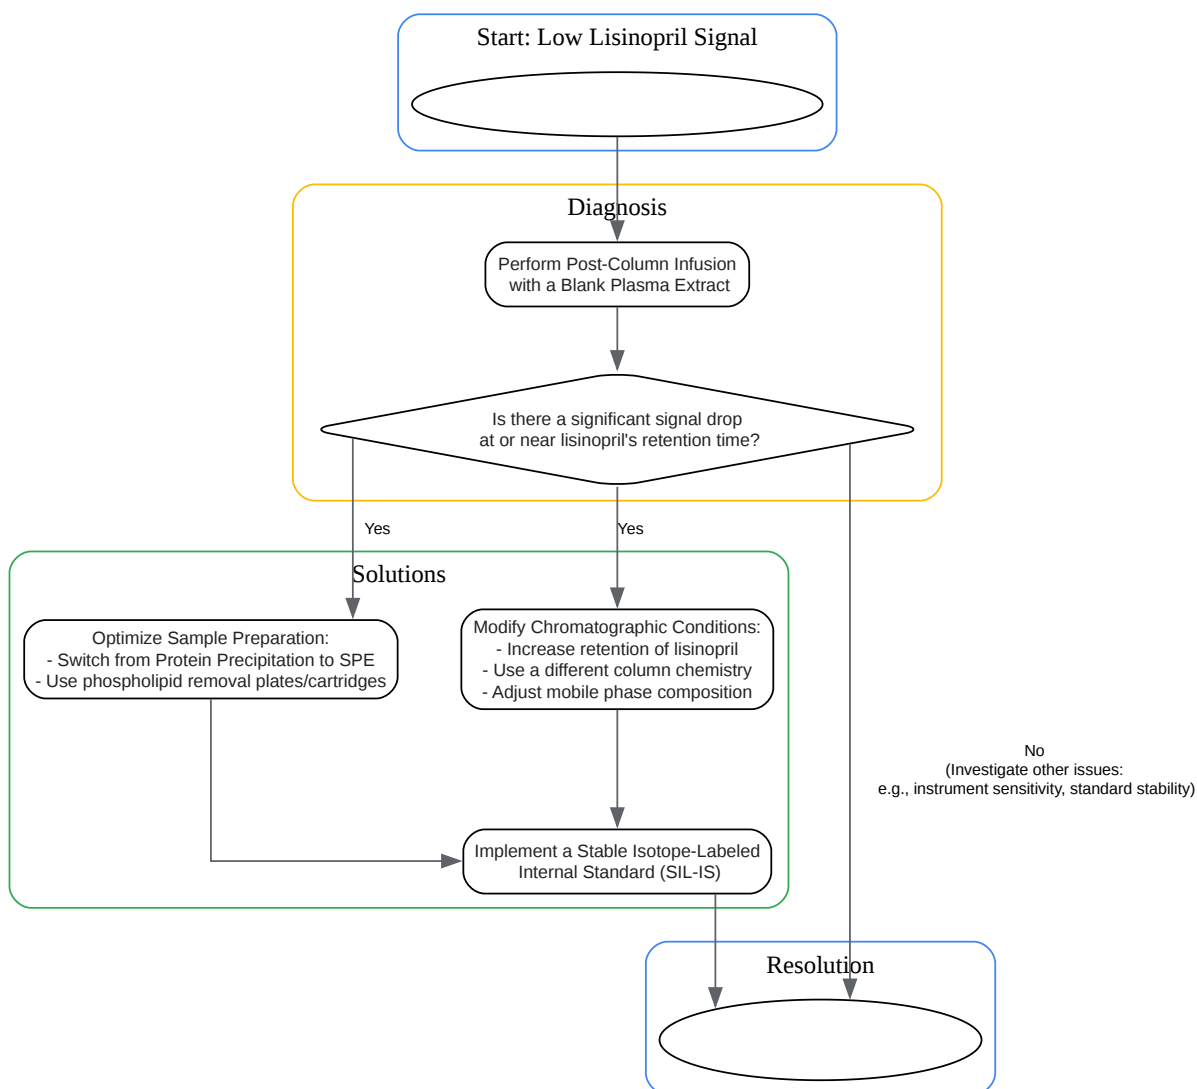 Start: Low Lisinopril Signal
Diagnosis
Perform Post-Column Infusion
with a Blank Plasma Extract
Is there a significant signal drop
at or near lisinopril's retention time?
Yes
Yes
Solutions
Optimize Sample Preparation:
- Switch from Protein Precipitation to SPE
- Use phospholipid removal plates/cartridges
Modify Chromatographic Conditions:
- Increase retention of lisinopril
- Use a different column chemistry
- Adjust mobile phase composition
No
(Investigate other issues:
e.g., instrument sensitivity, standard stability)
Implement a Stable Isotope-Labeled
Internal Standard (SIL-IS)
Resolution